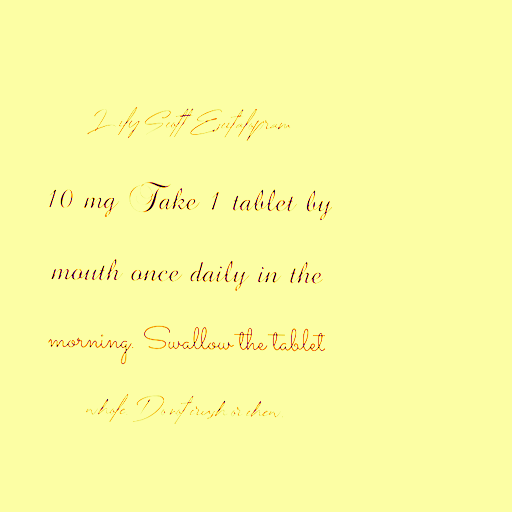 Lily Scott Escitalopram
10 mg Take 1 tablet by
mouth once daily in the
morning. Swallow the tablet
whole. Do not crush or chew.